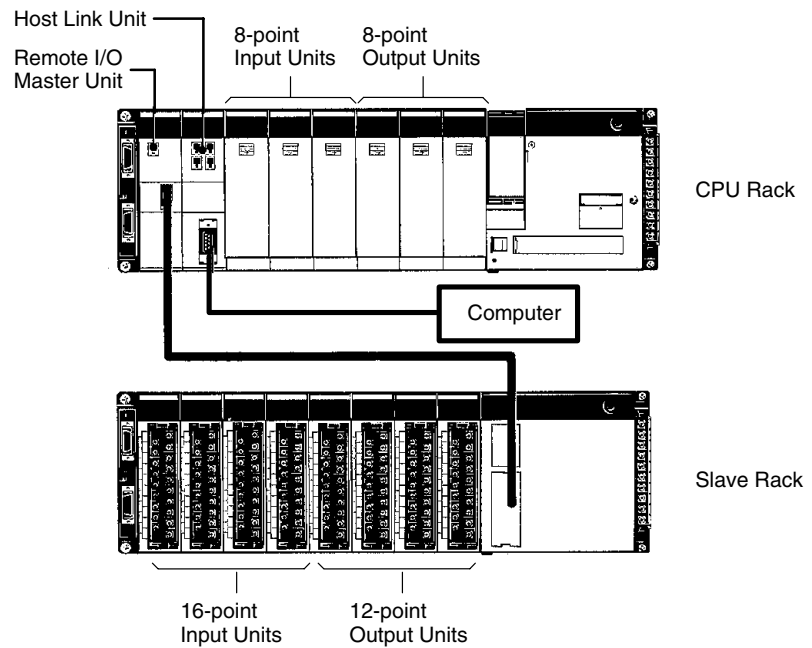 Host Link Unit
Remote I/O
Master Unit
8-point
Input Units
8-point
Output Units
CPU Rack
Computer
Slave Rack
16-point
Input Units
12-point
Output Units